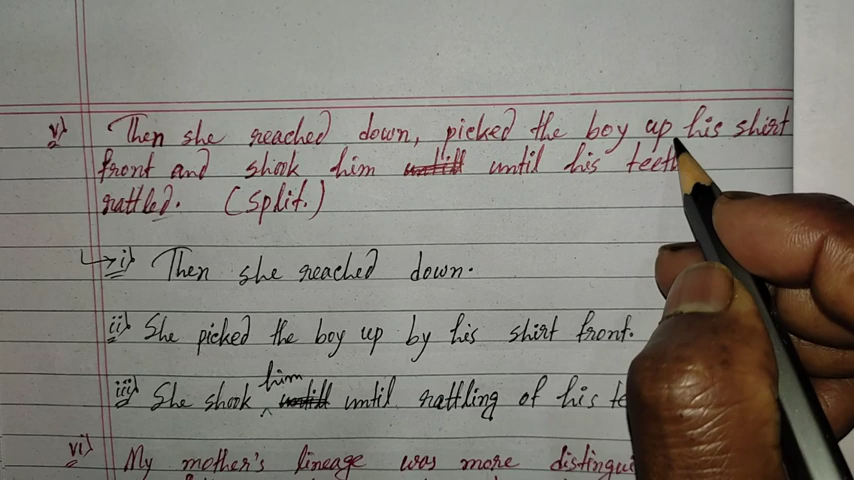 v) Then she reached down, picked the boy up his shirt
front and shook him until his teeth
rattled. (Split.)
i) Then she reached down.
ii) She picked the boy up by his shirt front.
iii) She shook him until rattling of his te
vi) My mother's lineage was more distingui